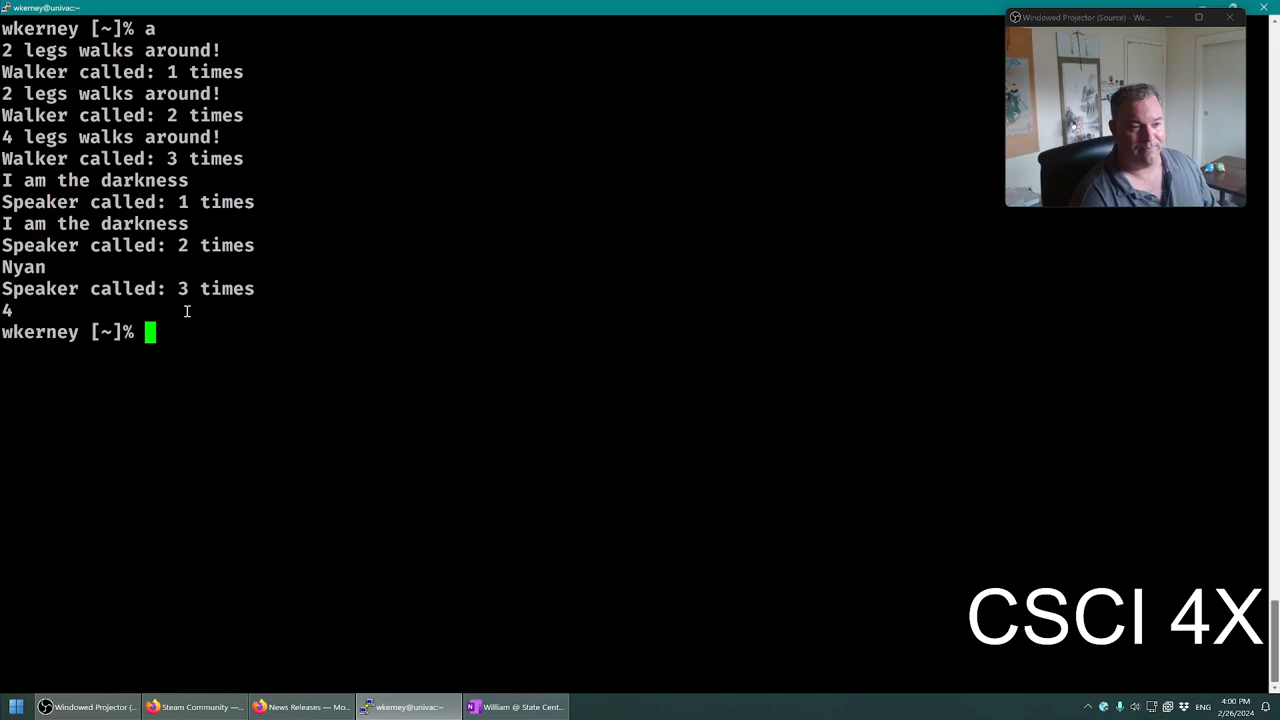 wkerney@univac:~
wkerney [~]% a
2 legs walks around!
Walker called: 1 times
2 legs walks around!
Walker called: 2 times
4 legs walks around!
Walker called: 3 times
I am the darkness
Speaker called: 1 times
I am the darkness
Speaker called: 2 times
Nyan
Speaker called: 3 times
4
wkerney [~]%
Windowed Projector (Source) - We...
CSCI 4X
Windowed Projector (...
Steam Community —...
News Releases — Mo...
wkerney@univac:~
William @ State Cent...
ENG
4:00 PM
2/26/2024